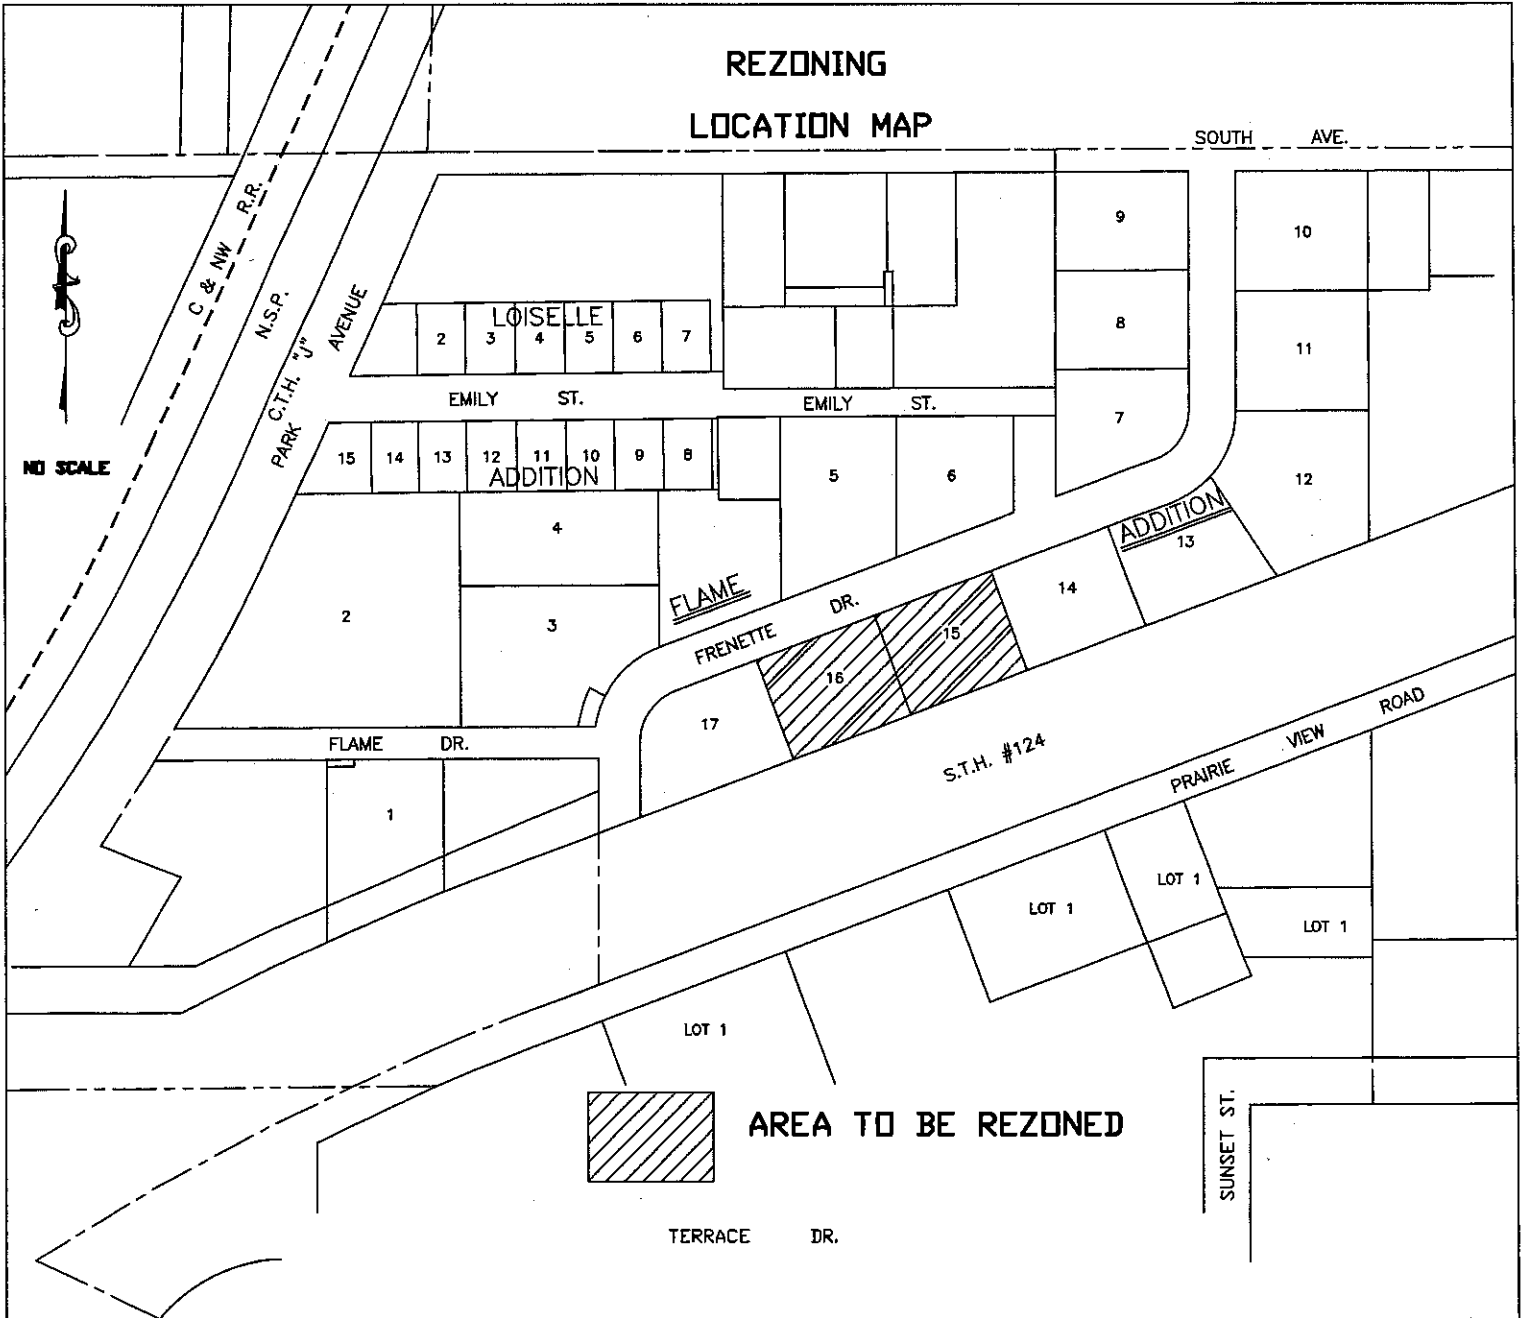 REZONING
LOCATION MAP
SOUTH AVE.
C & NW R.R.
N.S.P.
C.T.H. "J"
PARK AVENUE
NO SCALE
LOISELLE
2 3 4 5 6 7
EMILY ST.
EMILY ST.
15 14 13 12 11 10 9 8
ADDITION
9
8
7
10
11
12
5
6
4
2
3
FLAME
ADDITION
13
14
15
16
17
FRENETTE DR.
FLAME DR.
1
S.T.H. #124
PRAIRIE VIEW ROAD
LOT 1
LOT 1
LOT 1
LOT 1
AREA TO BE REZONED
SUNSET ST.
TERRACE DR.